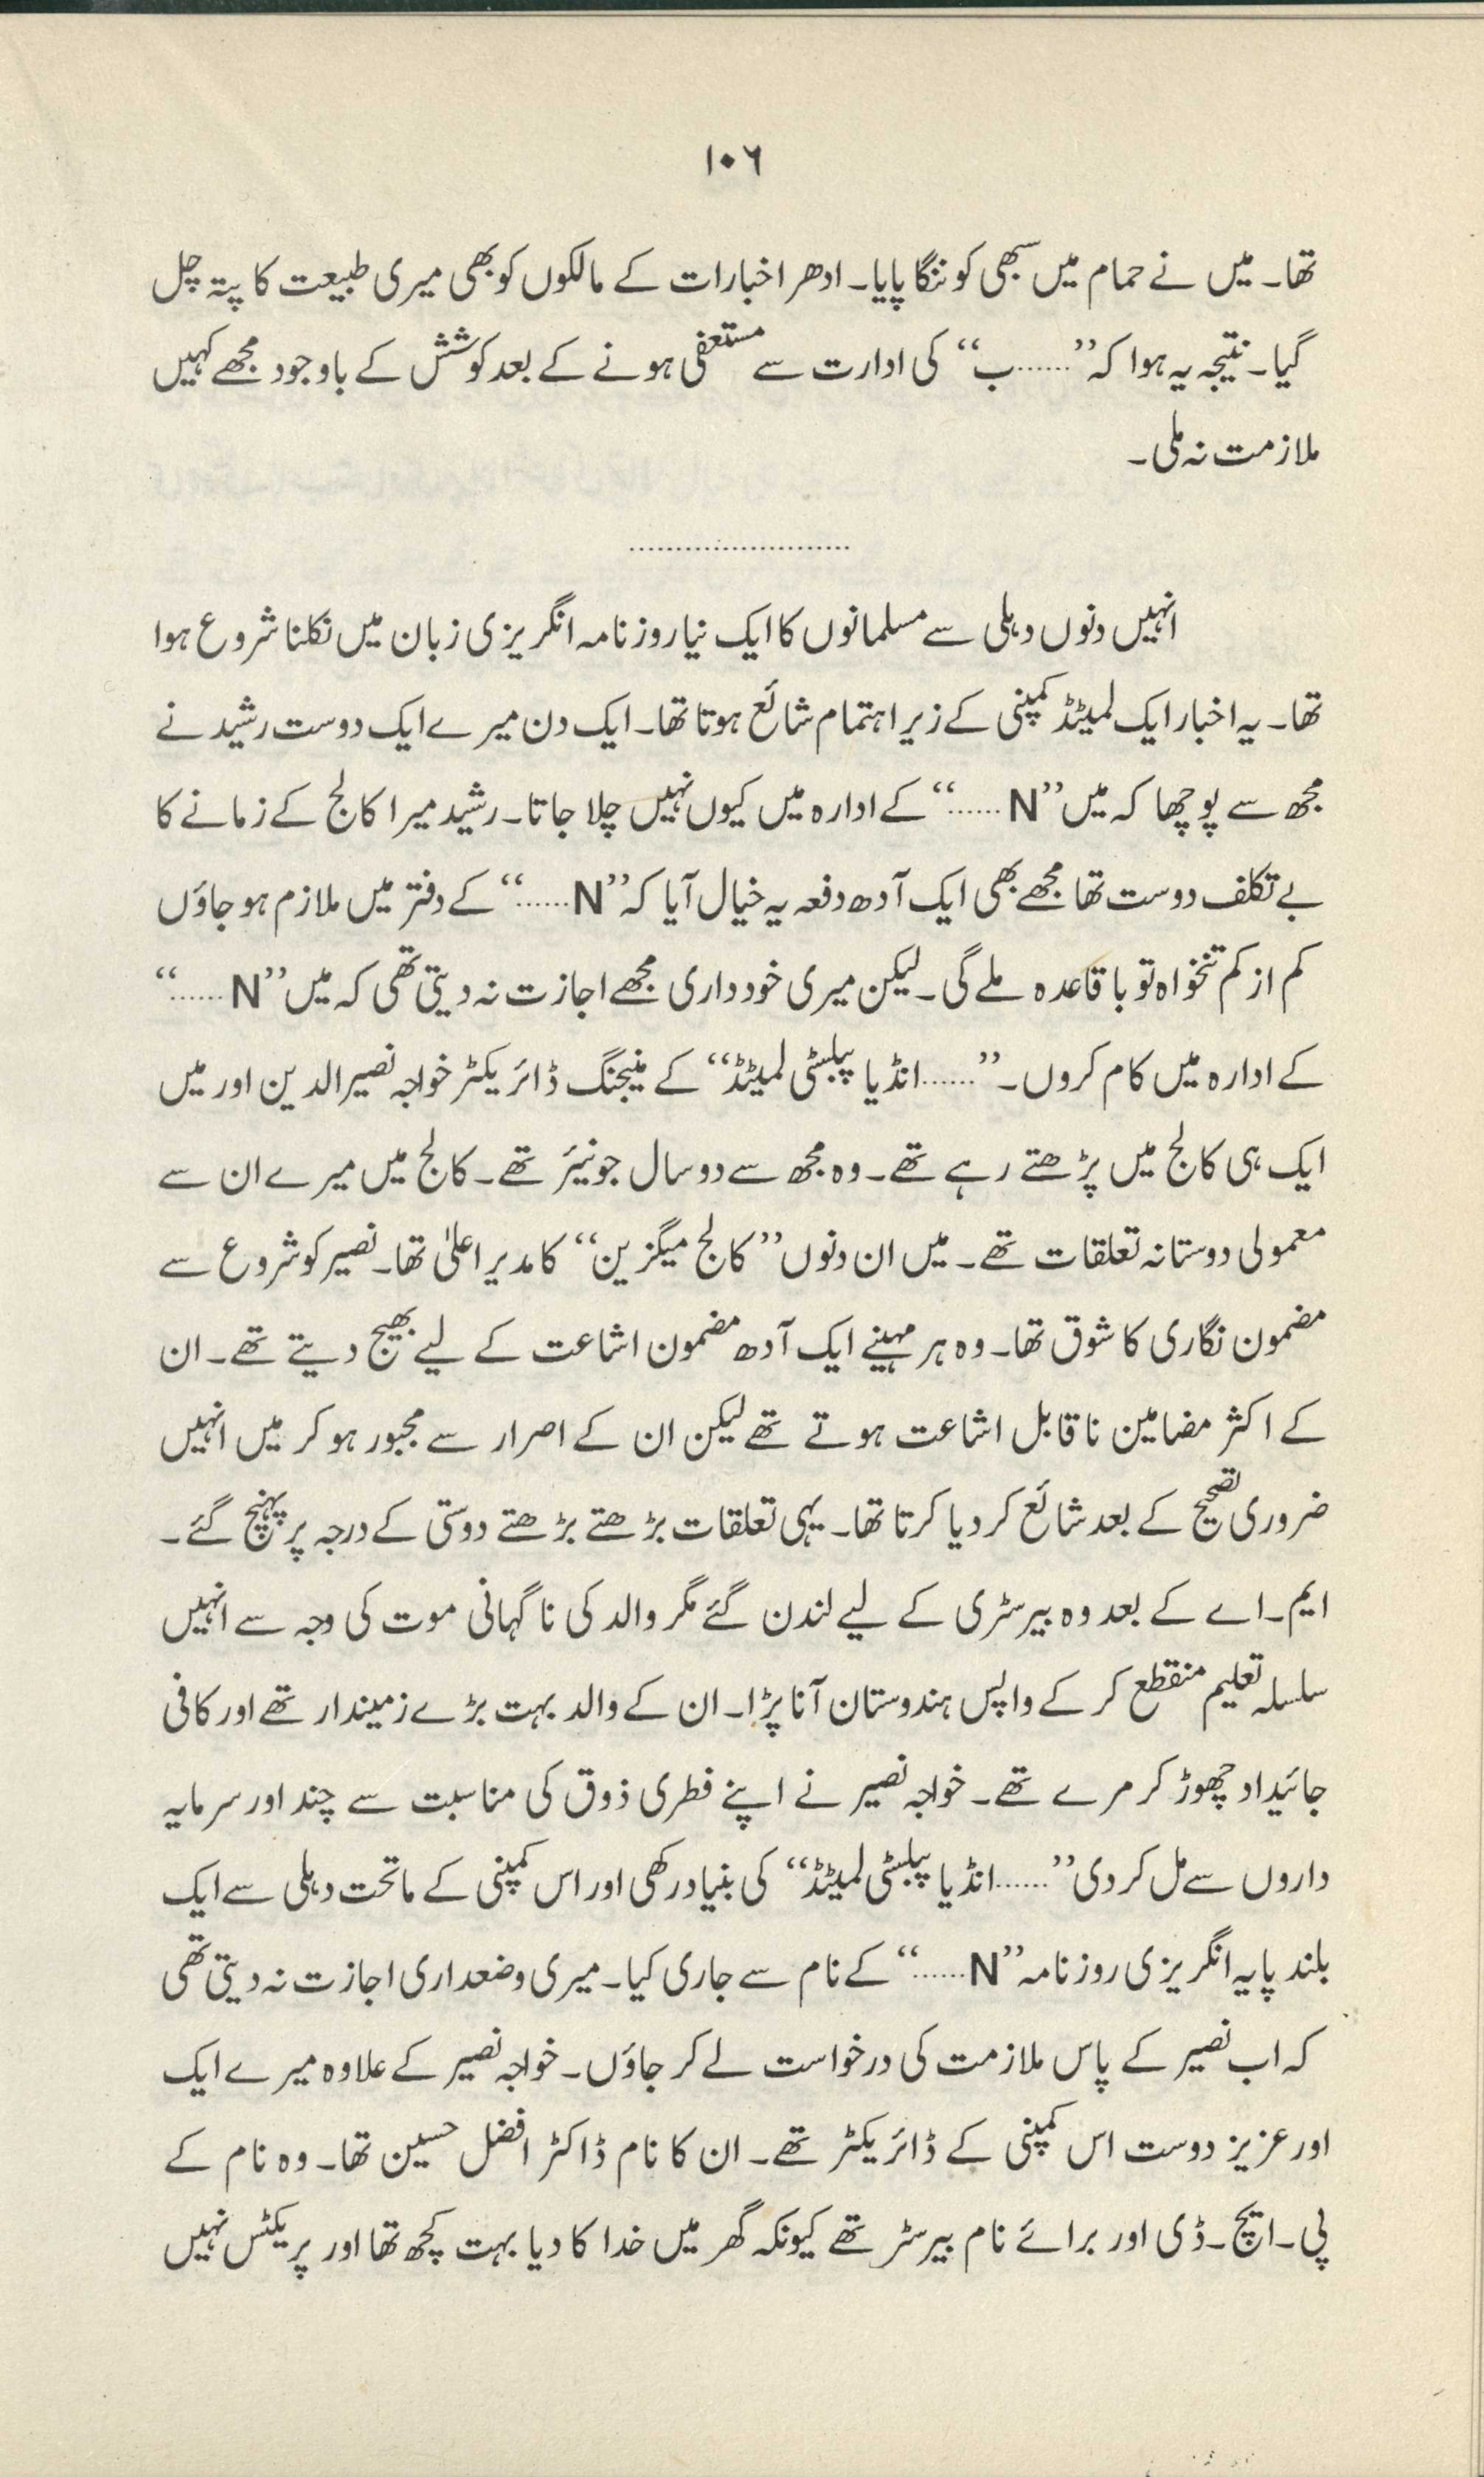 ۱۰۶
تھا۔ میں نے حمام میں سبھی کو ننگا پایا۔ ادھر اخبارات کے مالکوں کو بھی میری طبیعت کا پتہ چل
گیا۔ نتیجہ یہ ہوا کہ ’’......ب‘‘ کی ادارت سے مستعفی ہونے کے بعد کوشش کے باوجود مجھے کہیں
ملازمت نہ ملی۔
........................
انہیں دنوں دہلی سے مسلمانوں کا ایک نیا روزنامہ انگریزی زبان میں نکلنا شروع ہوا
تھا۔ یہ اخبار ایک لمیٹڈ کمپنی کے زیر اہتمام شائع ہوتا تھا۔ ایک دن میرے ایک دوست رشید نے
مجھ سے پوچھا کہ میں ’’N......‘‘ کے ادارہ میں کیوں نہیں چلا جاتا۔ رشید میرا کالج کے زمانے کا
بے تکلف دوست تھا مجھے بھی ایک آدھ دفعہ یہ خیال آیا کہ ’’N......‘‘ کے دفتر میں ملازم ہو جاؤں
کم از کم تنخواہ تو باقاعدہ ملے گی۔ لیکن میری خودداری مجھے اجازت نہ دیتی تھی کہ میں ’’N......‘‘
کے ادارہ میں کام کروں۔ ’’......انڈیا پبلسٹی لمیٹڈ‘‘ کے منیجنگ ڈائریکٹر خواجہ نصیر الدین اور میں
ایک ہی کالج میں پڑھتے رہے تھے۔ وہ مجھ سے دو سال جونیئر تھے۔ کالج میں میرے ان سے
معمولی دوستانہ تعلقات تھے۔ میں ان دنوں ’’کالج میگزین‘‘ کا مدیر اعلیٰ تھا۔ نصیر کو شروع سے
مضمون نگاری کا شوق تھا۔ وہ ہر مہینے ایک آدھ مضمون اشاعت کے لیے بھیج دیتے تھے۔ ان
کے اکثر مضامین ناقابل اشاعت ہوتے تھے لیکن ان کے اصرار سے مجبور ہو کر میں انہیں
ضروری تصحیح کے بعد شائع کر دیا کرتا تھا۔ یہی تعلقات بڑھتے بڑھتے دوستی کے درجہ پر پہنچ گئے۔
ایم۔اے کے بعد وہ بیرسٹری کے لیے لندن گئے مگر والد کی ناگہانی موت کی وجہ سے انہیں
سلسلہ تعلیم منقطع کر کے واپس ہندوستان آنا پڑا۔ ان کے والد بہت بڑے زمیندار تھے اور کافی
جائیداد چھوڑ کر مرے تھے۔ خواجہ نصیر نے اپنے فطری ذوق کی مناسبت سے چند اور سرمایہ
داروں سے مل کر دی ’’......انڈیا پبلسٹی لمیٹڈ‘‘ کی بنیاد رکھی اور اس کمپنی کے ماتحت دہلی سے ایک
بلند پایہ انگریزی روزنامہ ’’N......‘‘ کے نام سے جاری کیا۔ میری وضعداری اجازت نہ دیتی تھی
کہ اب نصیر کے پاس ملازمت کی درخواست لے کر جاؤں۔ خواجہ نصیر کے علاوہ میرے ایک
اور عزیز دوست اس کمپنی کے ڈائریکٹر تھے۔ ان کا نام ڈاکٹر افضل حسین تھا۔ وہ نام کے
پی۔ایچ۔ڈی اور برائے نام بیرسٹر تھے کیونکہ گھر میں خدا کا دیا بہت کچھ تھا اور پریکٹس نہیں